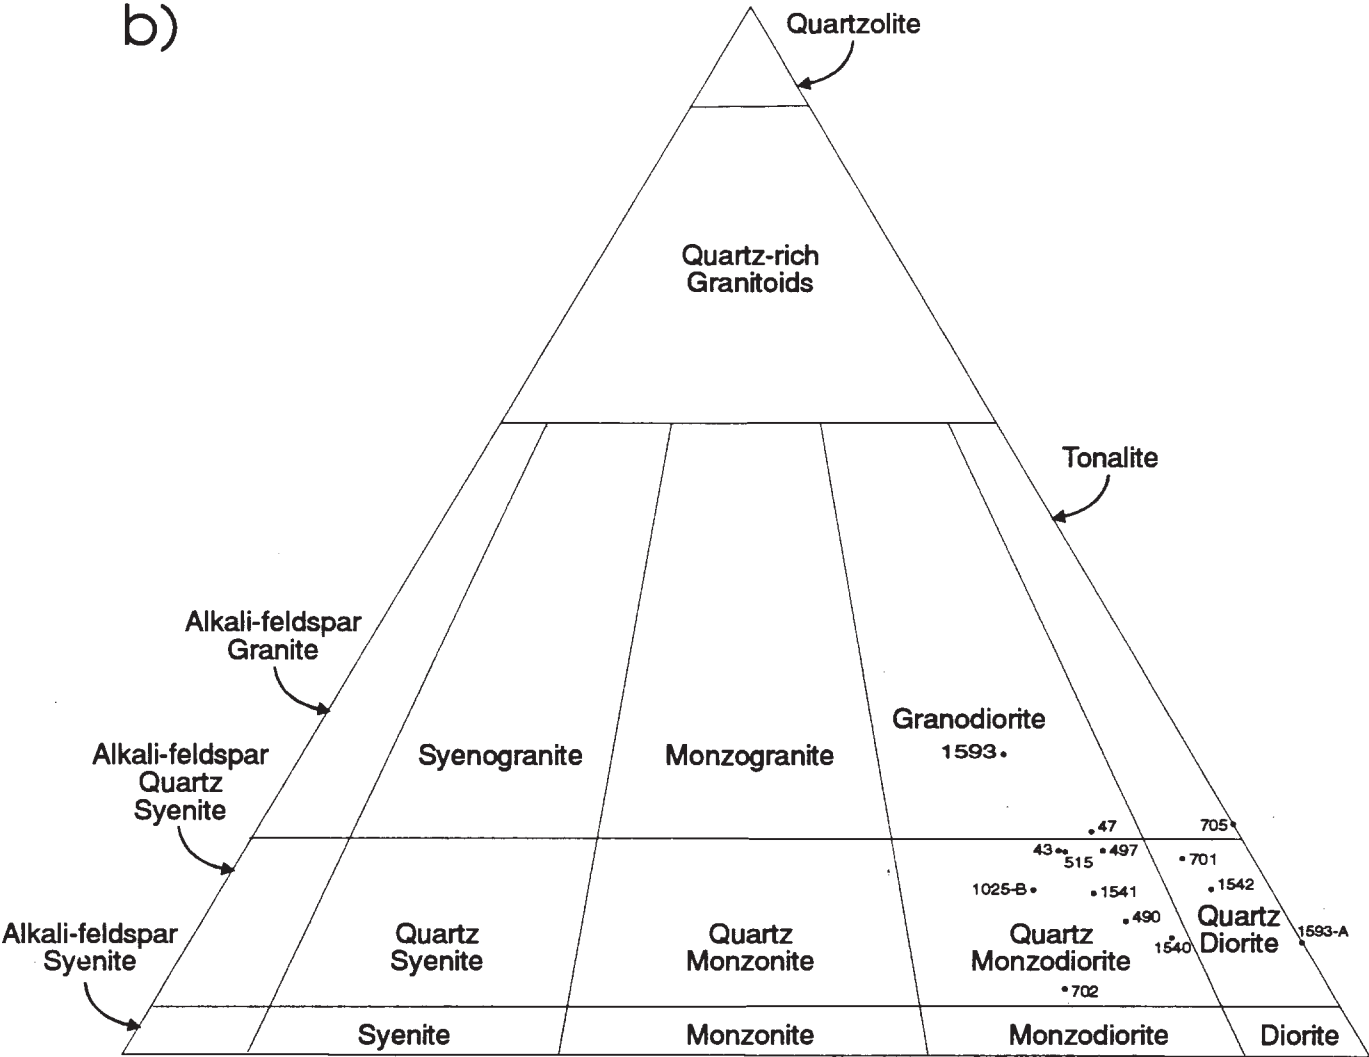 b)
Quartzolite
Quartz-rich
Granitoids
Tonalite
Alkali-feldspar
Granite
Granodiorite
1593
Syenogranite
Monzogranite
Alkali-feldspar
Quartz
Syenite
47
705
43
515
497
701
1025-B
1541
1542
490
Alkali-feldspar
Syenite
Quartz
Syenite
Quartz
Monzonite
Quartz
Monzodiorite
1540
Quartz
Diorite
1593-A
702
Syenite
Monzonite
Monzodiorite
Diorite